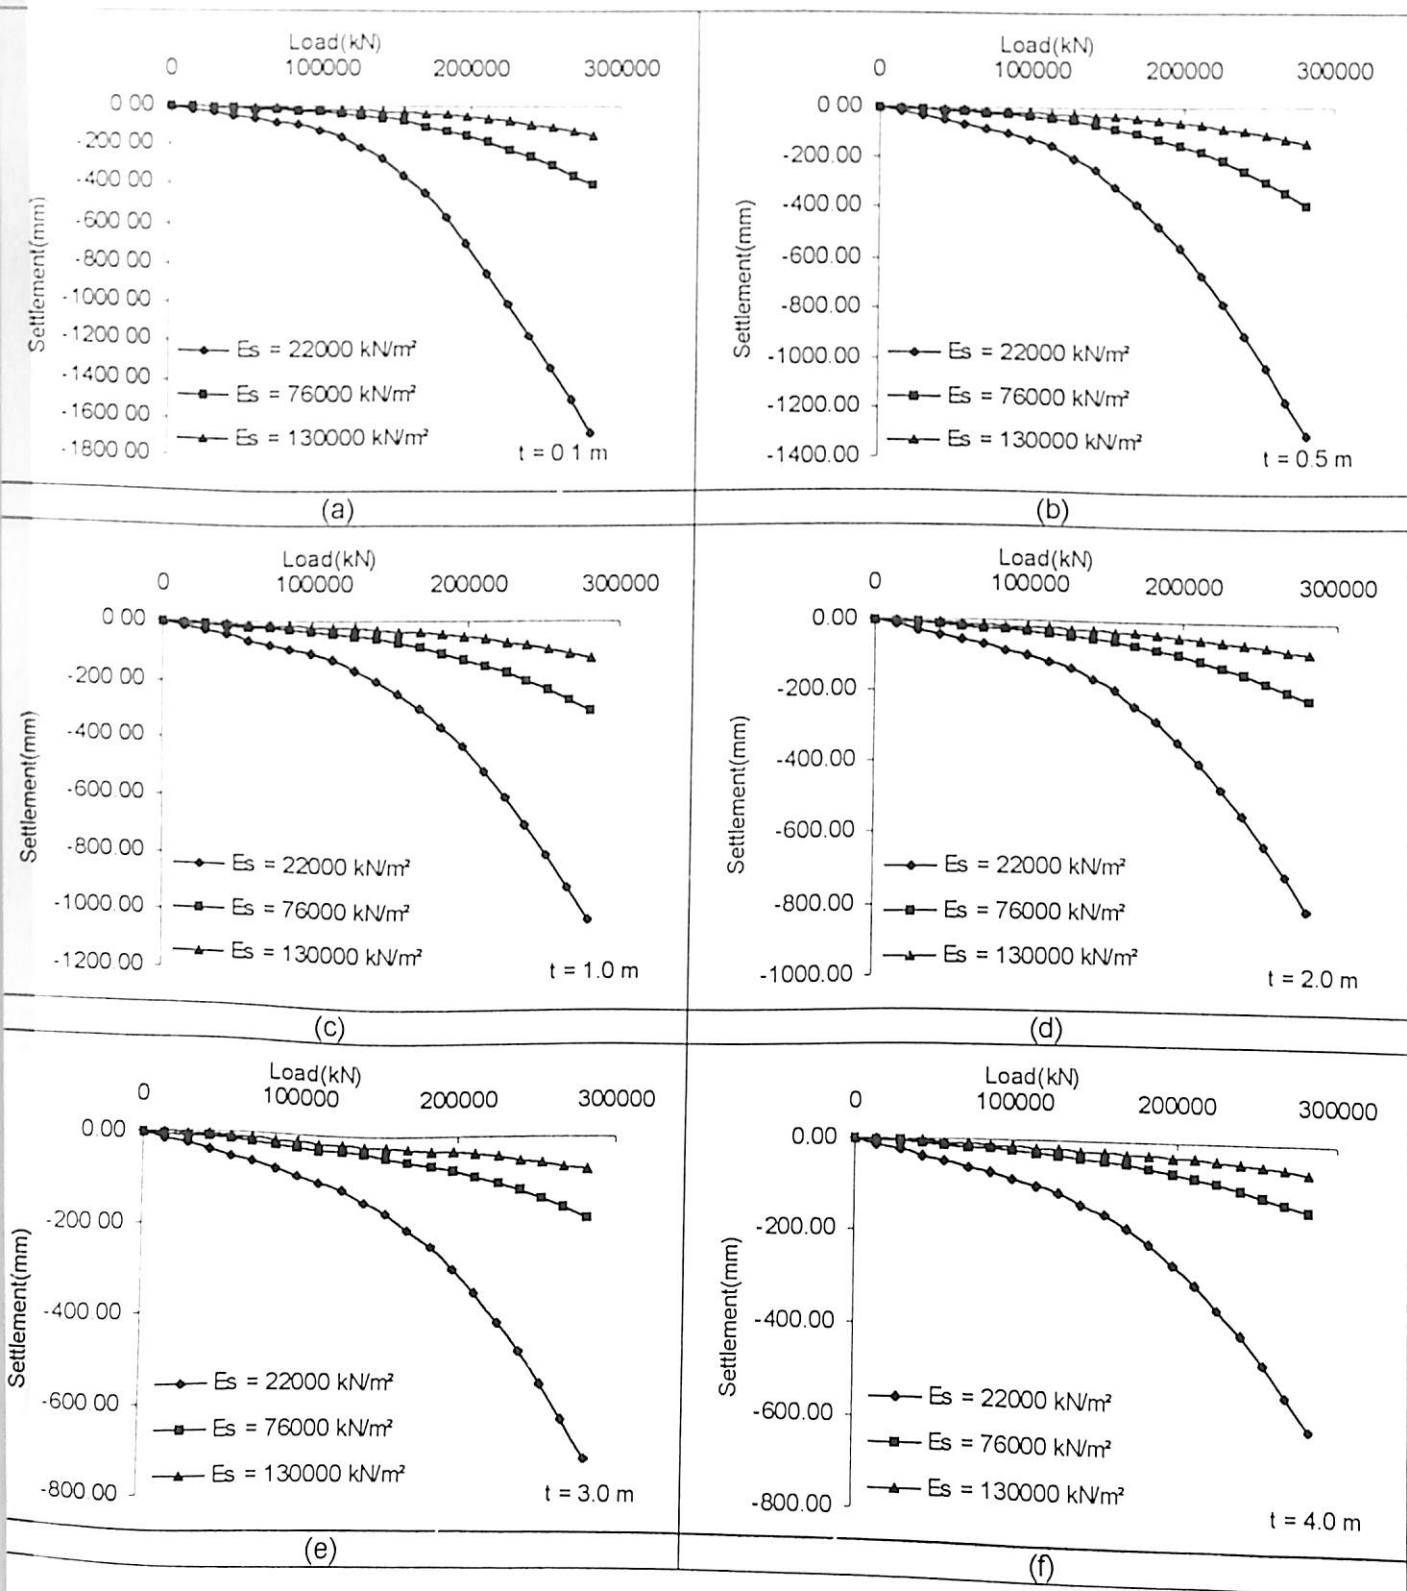 Load(kN)
0 100000 200000 300000
0 00
-200 00
-400 00
-600 00
-800 00
-1000 00
-1200 00
-1400 00
-1600 00
-1800 00
Settlement(mm)
Es = 22000 kN/m²
Es = 76000 kN/m²
Es = 130000 kN/m²
t = 0 1 m
(a)
Load(kN)
0 100000 200000 300000
0 00
-200.00
-400.00
-600.00
-800.00
-1000.00
-1200.00
-1400.00
Settlement(mm)
Es = 22000 kN/m²
Es = 76000 kN/m²
Es = 130000 kN/m²
t = 0.5 m
(b)
Load(kN)
0 100000 200000 300000
0 00
-200 00
-400 00
-600 00
-800 00
-1000 00
-1200 00
Settlement(mm)
Es = 22000 kN/m²
Es = 76000 kN/m²
Es = 130000 kN/m²
t = 1.0 m
(c)
Load(kN)
0 100000 200000 300000
0.00
-200.00
-400.00
-600.00
-800.00
-1000.00
Settlement(mm)
Es = 22000 kN/m²
Es = 76000 kN/m²
Es = 130000 kN/m²
t = 2.0 m
(d)
Load(kN)
0 100000 200000 300000
0.00
-200 00
-400 00
-600 00
-800 00
Settlement(mm)
Es = 22000 kN/m²
Es = 76000 kN/m²
Es = 130000 kN/m²
t = 3.0 m
(e)
Load(kN)
0 100000 200000 300000
0.00
-200.00
-400.00
-600.00
-800.00
Settlement(mm)
Es = 22000 kN/m²
Es = 76000 kN/m²
Es = 130000 kN/m²
t = 4.0 m
(f)